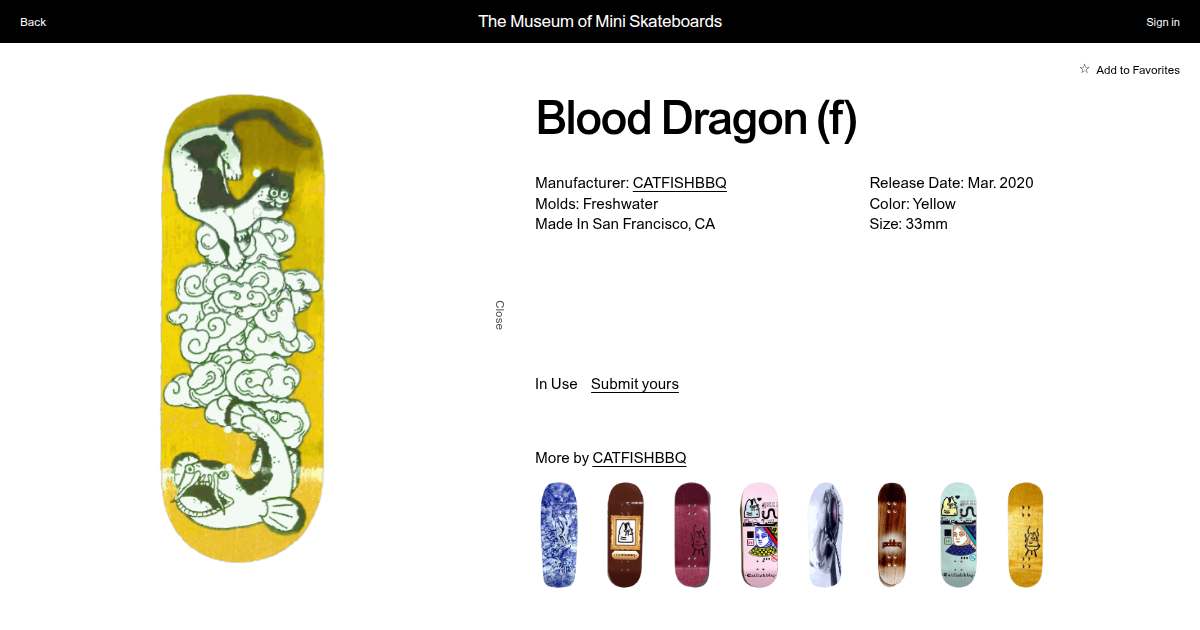 Back
The Museum of Mini Skateboards
Sign in
☆ Add to Favorites
Blood Dragon (f)
Manufacturer: CATFISHBBQ
Molds: Freshwater
Made In San Francisco, CA
Release Date: Mar. 2020
Color: Yellow
Size: 33mm
Close
In Use Submit yours
More by CATFISHBBQ